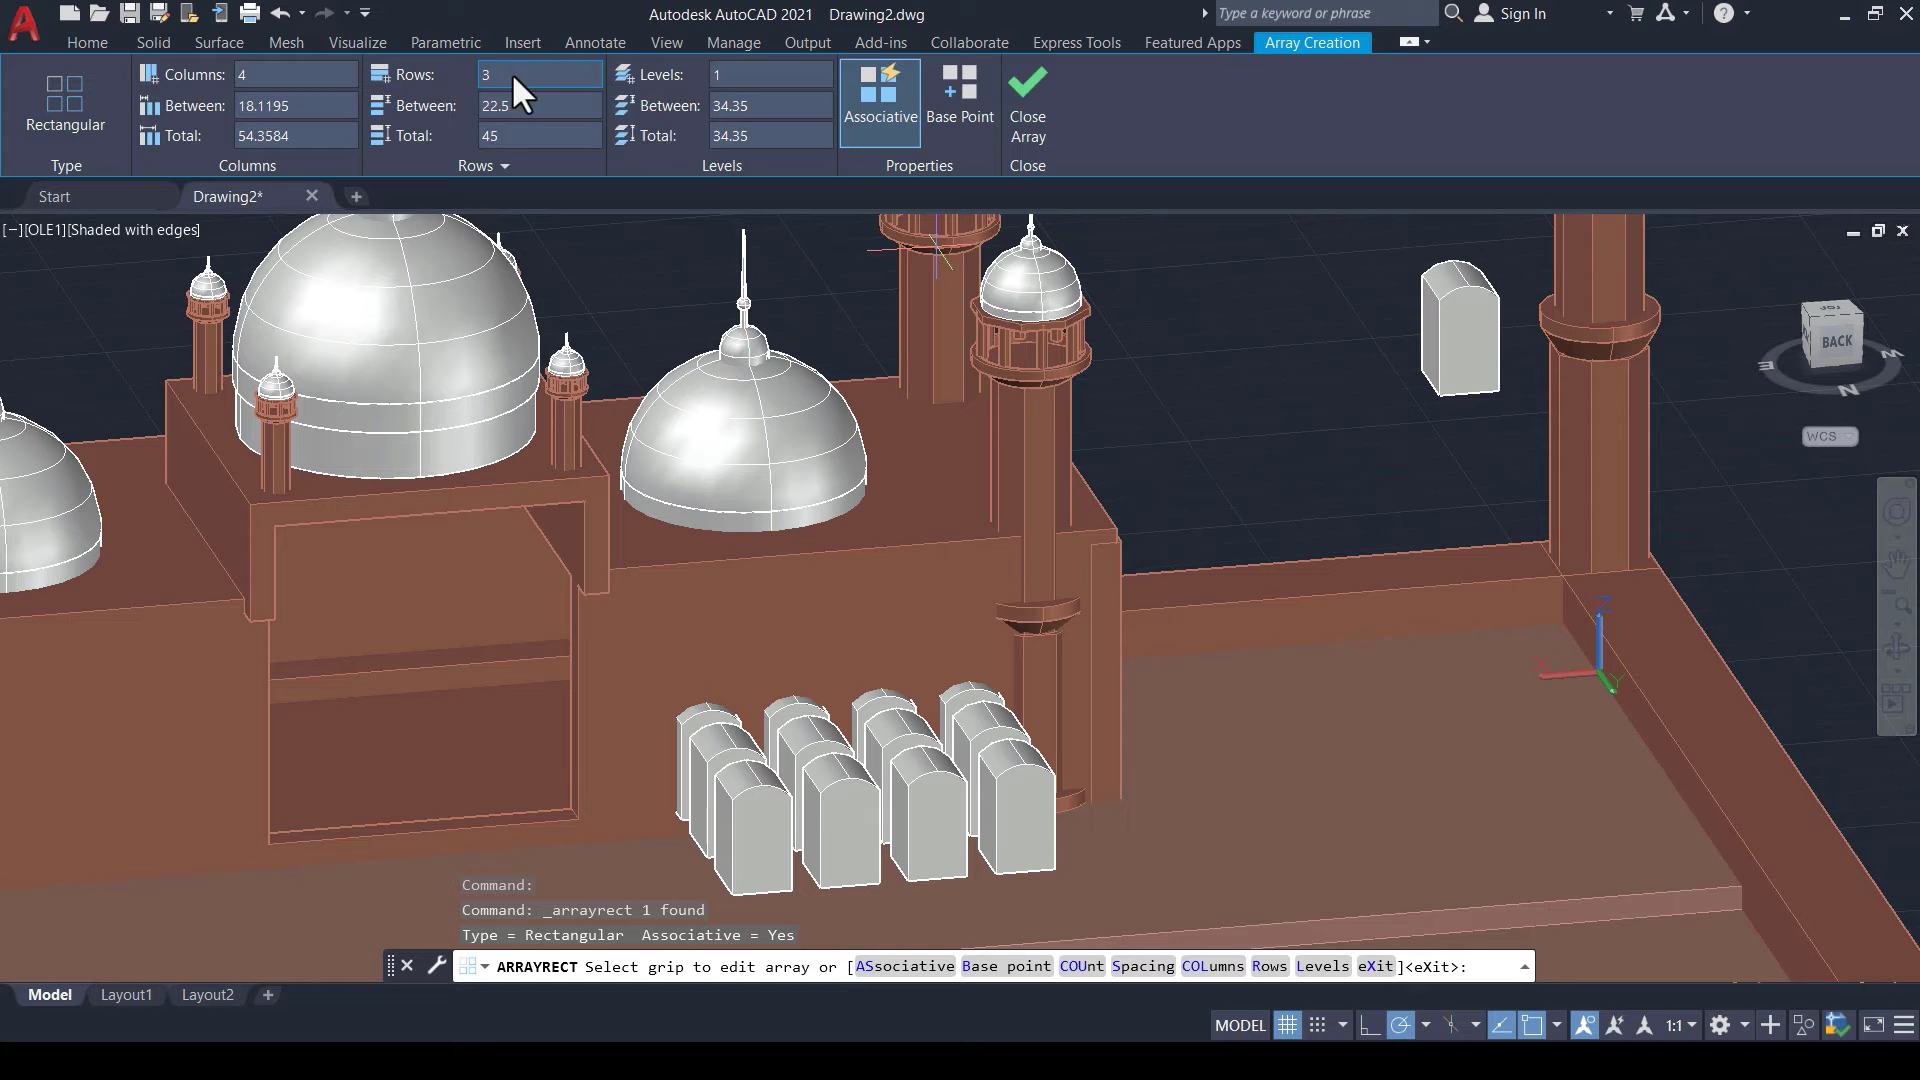 Autodesk AutoCAD 2021 Drawing2.dwg
Type a keyword or phrase
Sign In
Home Solid Surface Mesh Visualize Parametric Insert Annotate View Manage Output Add-ins Collaborate Express Tools Featured Apps Array Creation
Rectangular
Type
Columns: 4
Between: 18.1195
Total: 54.3584
Columns
Rows: 3
Between: 22.5
Total: 45
Rows
Levels: 1
Between: 34.35
Total: 34.35
Levels
Associative
Base Point
Properties
Close
Array
Close
Start
Drawing2*
[−][OLE1][Shaded with edges]
TOP
BACK
E
N
W
WCS
Z
X
Y
Command:
Command: _arrayrect 1 found
Type = Rectangular Associative = Yes
ARRAYRECT Select grip to edit array or [ASsociative Base point COUnt Spacing COLumns Rows Levels eXit]<eXit>:
Model Layout1 Layout2
MODEL
1:1